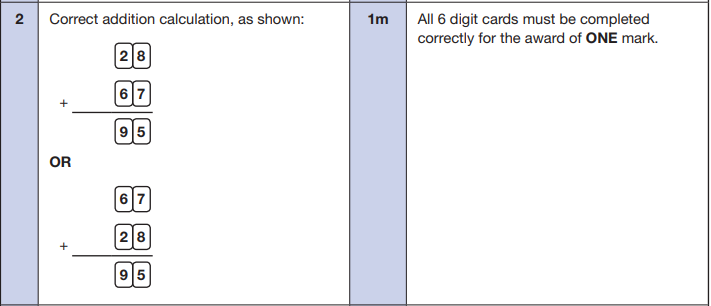 2 Correct addition calculation, as shown: 1m All 6 digit cards must be completed
correctly for the award of ONE mark.
2 8
+ 6 7
9 5
OR
6 7
+ 2 8
9 5